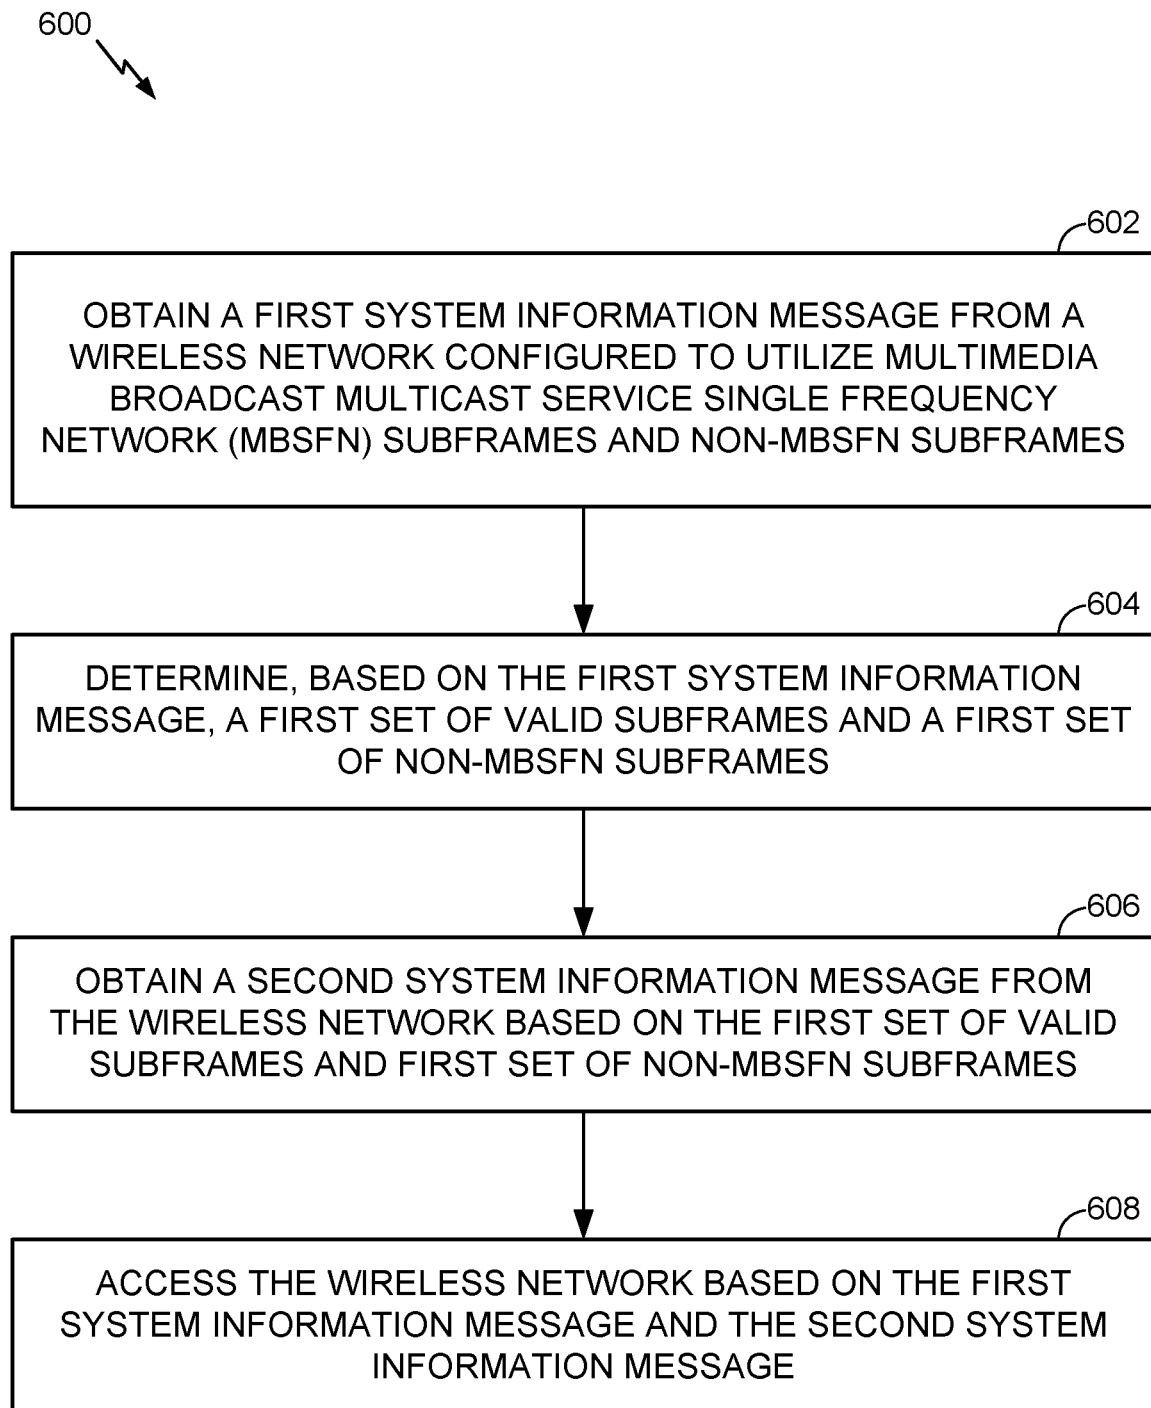 600
602
OBTAIN A FIRST SYSTEM INFORMATION MESSAGE FROM A
WIRELESS NETWORK CONFIGURED TO UTILIZE MULTIMEDIA
BROADCAST MULTICAST SERVICE SINGLE FREQUENCY
NETWORK (MBSFN) SUBFRAMES AND NON-MBSFN SUBFRAMES
604
DETERMINE, BASED ON THE FIRST SYSTEM INFORMATION
MESSAGE, A FIRST SET OF VALID SUBFRAMES AND A FIRST SET
OF NON-MBSFN SUBFRAMES
606
OBTAIN A SECOND SYSTEM INFORMATION MESSAGE FROM
THE WIRELESS NETWORK BASED ON THE FIRST SET OF VALID
SUBFRAMES AND FIRST SET OF NON-MBSFN SUBFRAMES
608
ACCESS THE WIRELESS NETWORK BASED ON THE FIRST
SYSTEM INFORMATION MESSAGE AND THE SECOND SYSTEM
INFORMATION MESSAGE